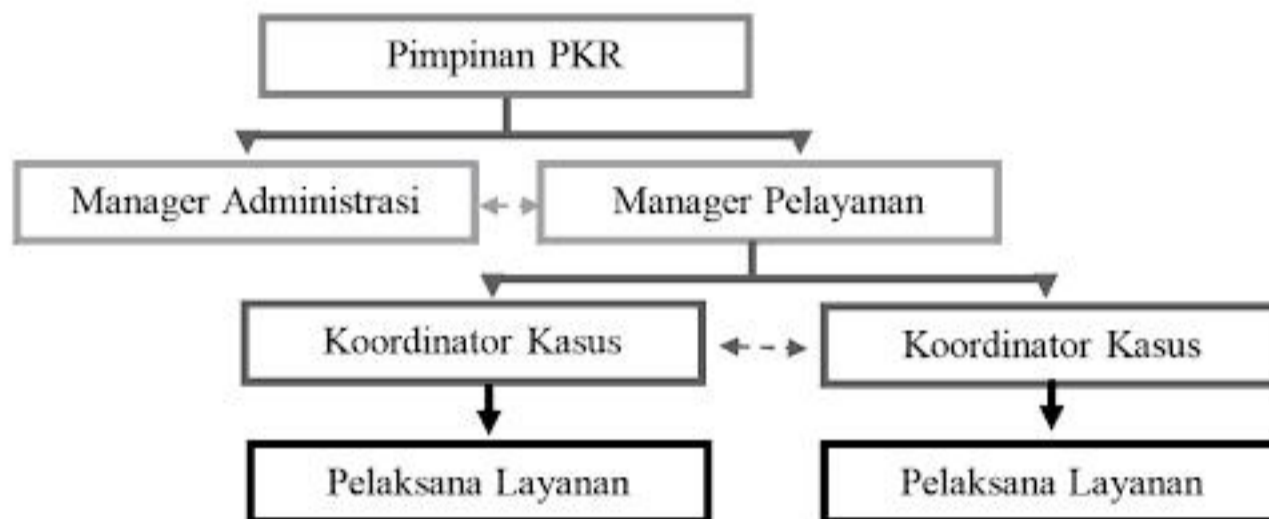 Pimpinan PKR
Manager Administrasi
Manager Pelayanan
Koordinator Kasus
Koordinator Kasus
Pelaksana Layanan
Pelaksana Layanan